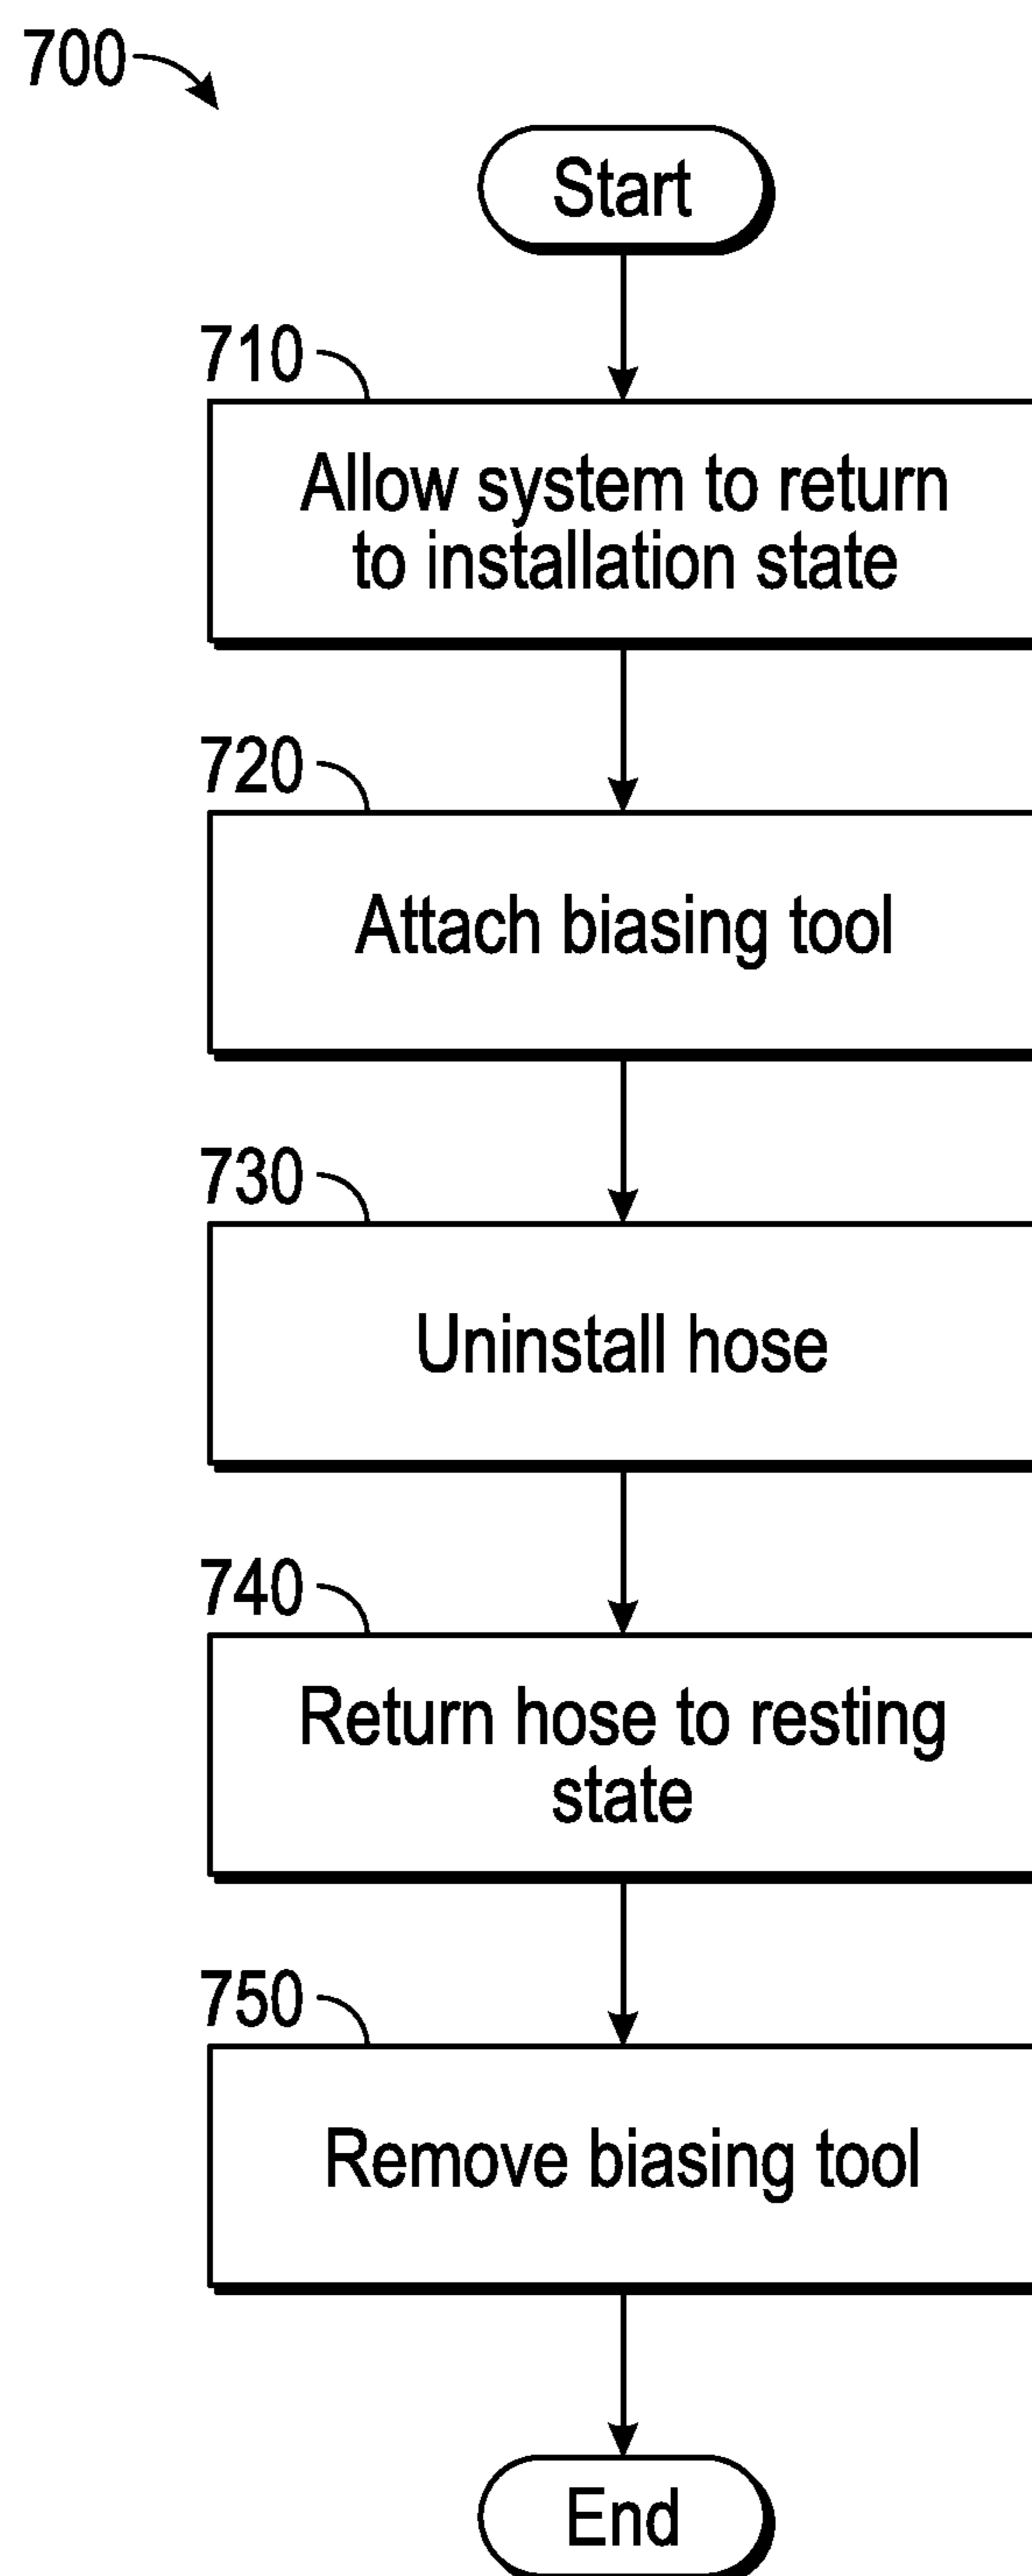 700
Start
710
Allow system to return
to installation state
720
Attach biasing tool
730
Uninstall hose
740
Return hose to resting
state
750
Remove biasing tool
End